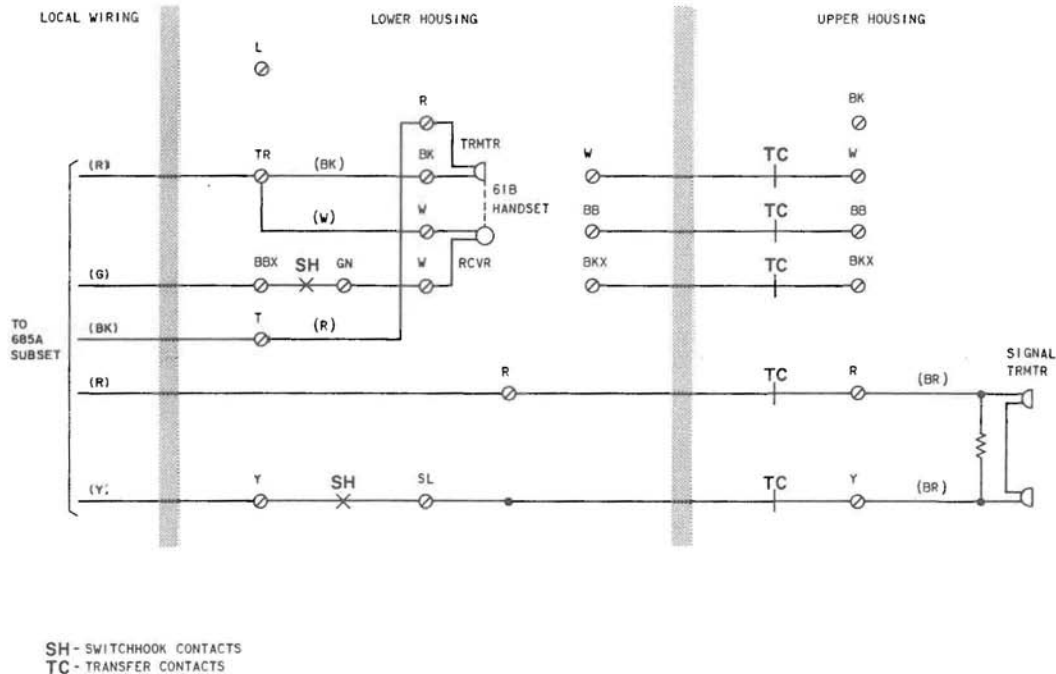 LOCAL WIRING LOWER HOUSING UPPER HOUSING
L
R BK
TRMTR
(R) TR (BK) BK W TC W
61B
HANDSET
(W) W BB TC BB
(G) BBX SH GN W RCVR BKX TC BKX
TO
685A
SUBSET
(BK) T (R)
SIGNAL
TRMTR
(R) R TC R (BR)
(Y) Y SH SL TC Y (BR)
SH - SWITCHHOOK CONTACTS
TC - TRANSFER CONTACTS